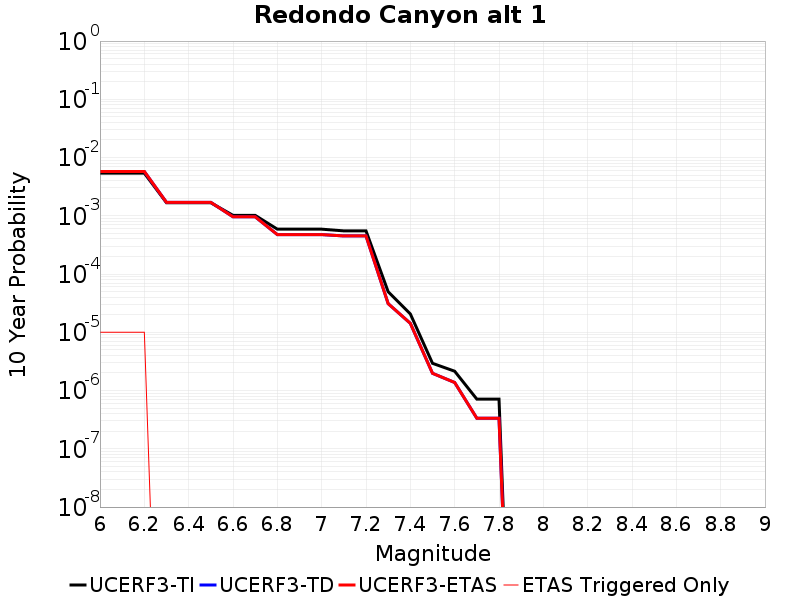 Redondo Canyon alt 1
10^0
10^-1
10^-2
10^-3
10^-4
10^-5
10^-6
10^-7
10^-8
10 Year Probability
6 6.2 6.4 6.6 6.8 7 7.2 7.4 7.6 7.8 8 8.2 8.4 8.6 8.8 9
Magnitude
UCERF3-TI UCERF3-TD UCERF3-ETAS ETAS Triggered Only